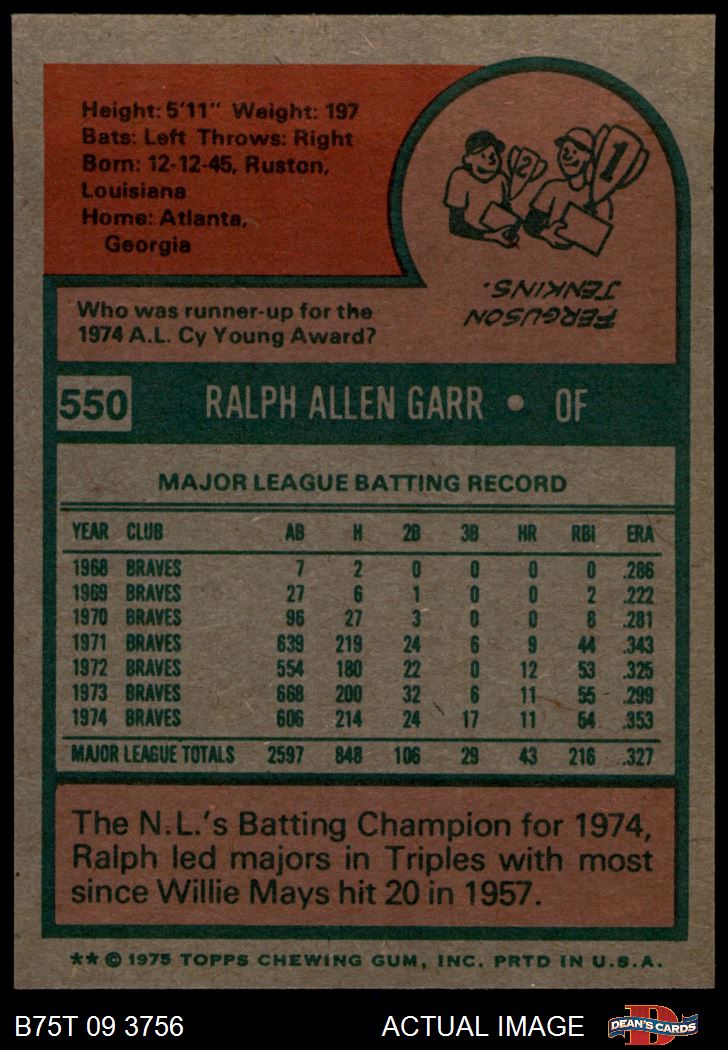 Height: 5'11" Weight: 197
Bats: Left Throws: Right
Born: 12-12-45, Ruston,
Louisiana
Home: Atlanta,
Georgia
2 1
FERGUSON
JENKINS.
Who was runner-up for the
1974 A.L. Cy Young Award?
550 RALPH ALLEN GARR • OF
MAJOR LEAGUE BATTING RECORD
YEAR CLUB AB H 2B 3B HR RBI ERA
1968 BRAVES 7 2 0 0 0 0 .286
1969 BRAVES 27 6 1 0 0 2 .222
1970 BRAVES 96 27 3 0 0 8 .281
1971 BRAVES 639 219 24 6 9 44 .343
1972 BRAVES 554 180 22 0 12 53 .325
1973 BRAVES 668 200 32 6 11 55 .299
1974 BRAVES 606 214 24 17 11 54 .353
MAJOR LEAGUE TOTALS 2597 848 106 29 43 216 .327
The N.L.'s Batting Champion for 1974,
Ralph led majors in Triples with most
since Willie Mays hit 20 in 1957.
** © 1975 TOPPS CHEWING GUM, INC. PRTD IN U.S.A.
B75T 09 3756 ACTUAL IMAGE D DEAN'S CARDS